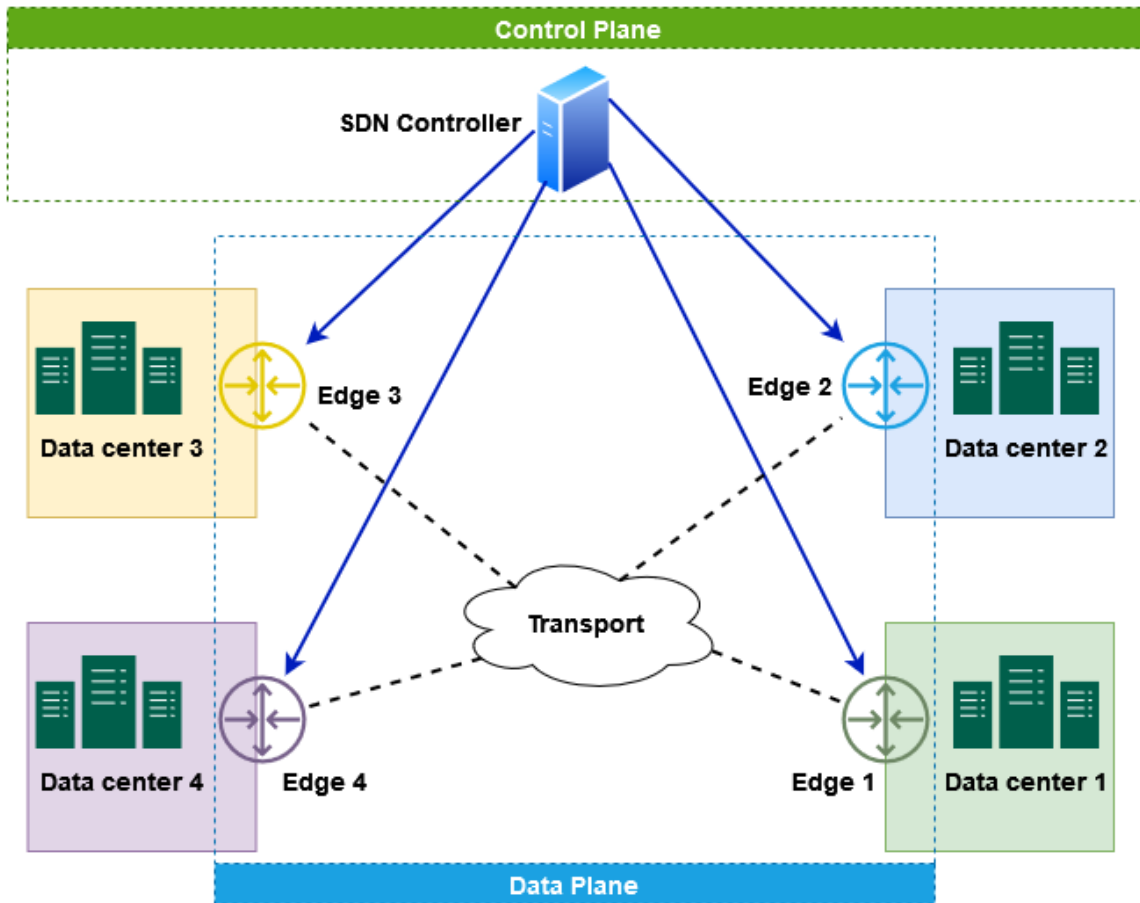 Control Plane
SDN Controller
Edge 3
Edge 2
Data center 3
Data center 2
Transport
Edge 4
Edge 1
Data center 4
Data center 1
Data Plane